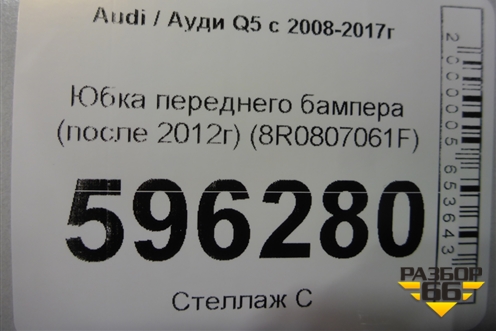 Audi / Ауди Q5 с 2008-2017г
Юбка переднего бампера
(после 2012г) (8R0807061F)
596280
Стеллаж С
2000005653643
РАЗБОР
66